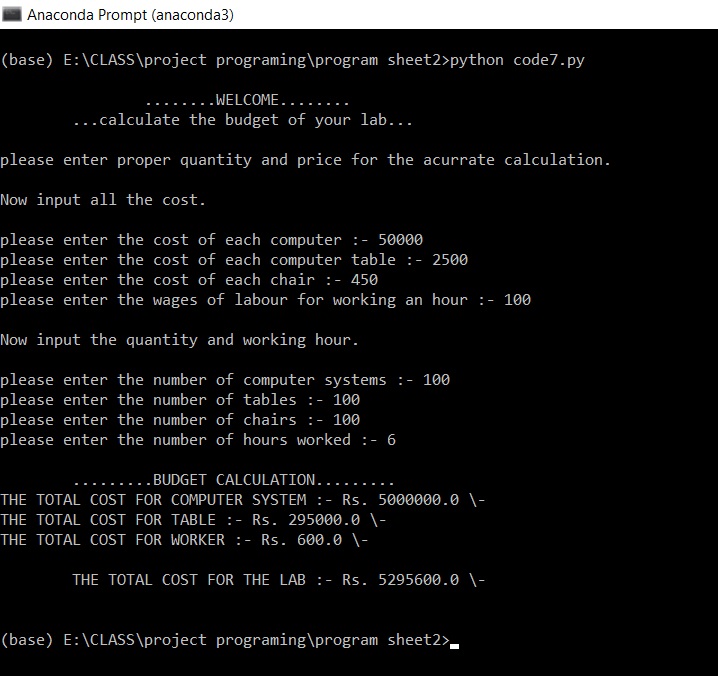 Anaconda Prompt (anaconda3)
(base) E:\CLASS\project programing\program sheet2>python code7.py
........WELCOME........
...calculate the budget of your lab...
please enter proper quantity and price for the acurrate calculation.
Now input all the cost.
please enter the cost of each computer :- 50000
please enter the cost of each computer table :- 2500
please enter the cost of each chair :- 450
please enter the wages of labour for working an hour :- 100
Now input the quantity and working hour.
please enter the number of computer systems :- 100
please enter the number of tables :- 100
please enter the number of chairs :- 100
please enter the number of hours worked :- 6
.........BUDGET CALCULATION.........
THE TOTAL COST FOR COMPUTER SYSTEM :- Rs. 5000000.0 \-
THE TOTAL COST FOR TABLE :- Rs. 295000.0 \-
THE TOTAL COST FOR WORKER :- Rs. 600.0 \-
THE TOTAL COST FOR THE LAB :- Rs. 5295600.0 \-
(base) E:\CLASS\project programing\program sheet2>